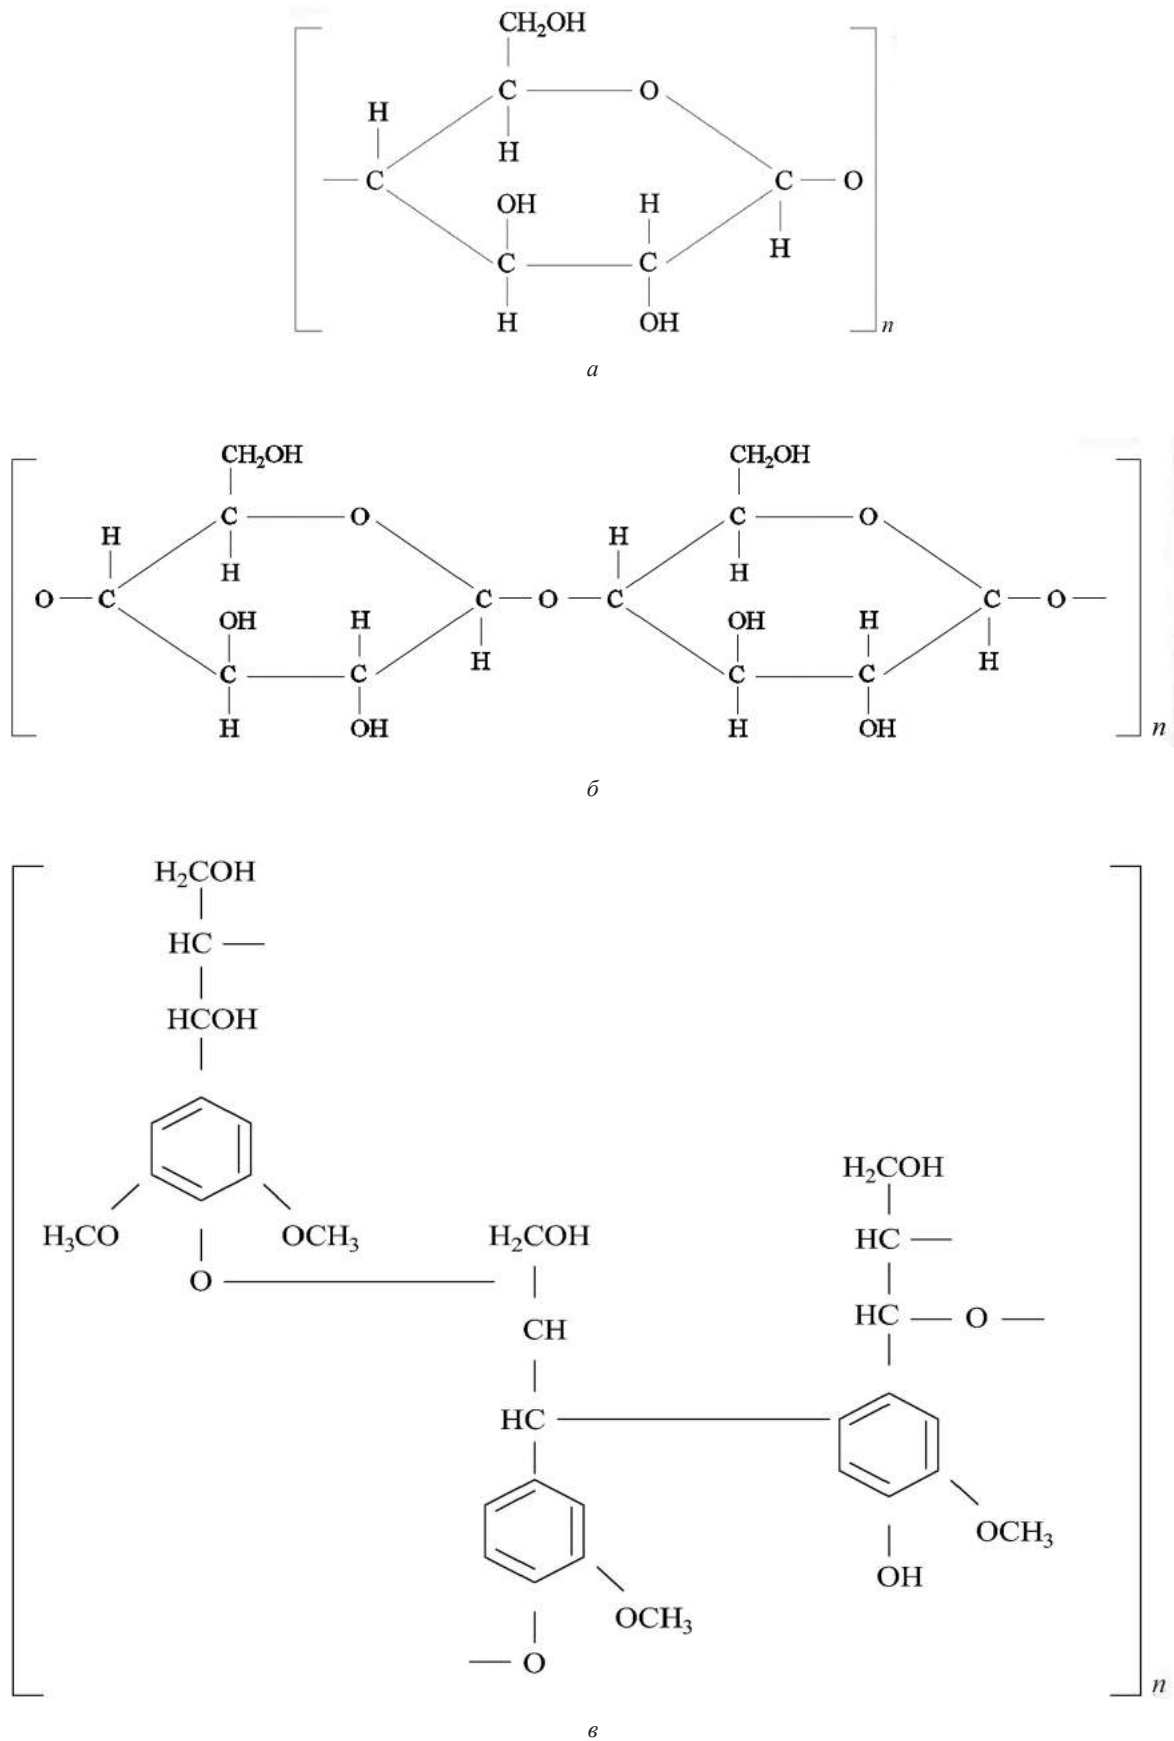 CH₂OH
C O
H
H
C C O
OH H
H
C C
H OH
n
а
CH₂OH CH₂OH
C O C O
H H
H H
O C C O C C O
OH H OH H
H H
C C C C
H OH H OH
n
б
H₂COH
HC
HCOH
H₂COH
H₃CO OCH₃ H₂COH HC
O
HC O
CH
HC
OCH₃
OH
OCH₃
O
n
в